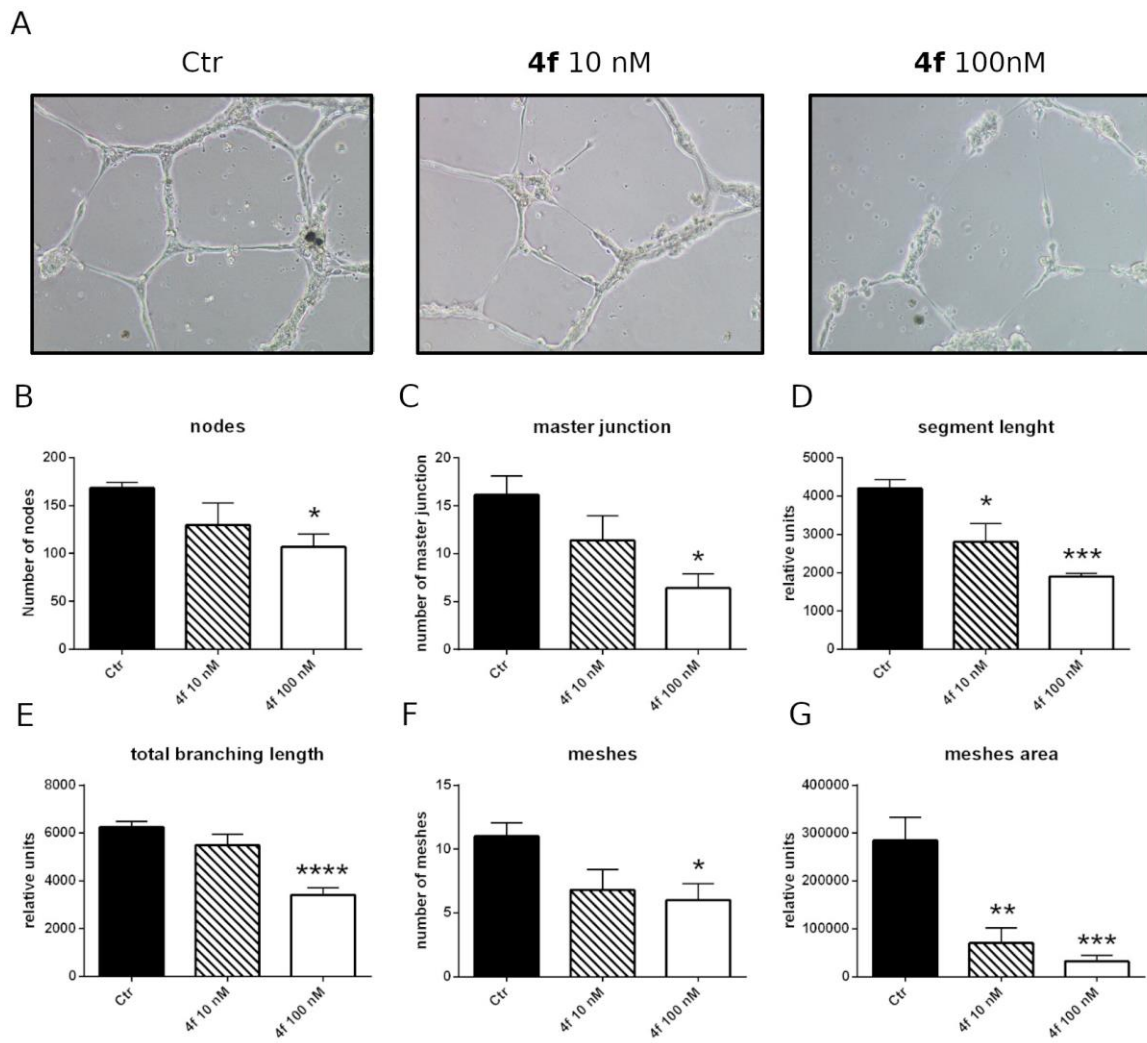 A
Ctr
4f 10 nM
4f 100nM
B
nodes
Number of nodes
200
150
100
50
0
*
Ctr
4f 10 nM
4f 100 nM
C
master junction
number of master junction
20
15
10
5
0
*
Ctr
4f 10 nM
4f 100 nM
D
segment lenght
relative units
5000
4000
3000
2000
1000
0
*
***
Ctr
4f 10 nM
4f 100 nM
E
total branching length
relative units
8000
6000
4000
2000
0
****
Ctr
4f 10 nM
4f 100 nM
F
meshes
number of meshes
15
10
5
0
*
Ctr
4f 10 nM
4f 100 nM
G
meshes area
relative units
400000
300000
200000
100000
0
**
***
Ctr
4f 10 nM
4f 100 nM